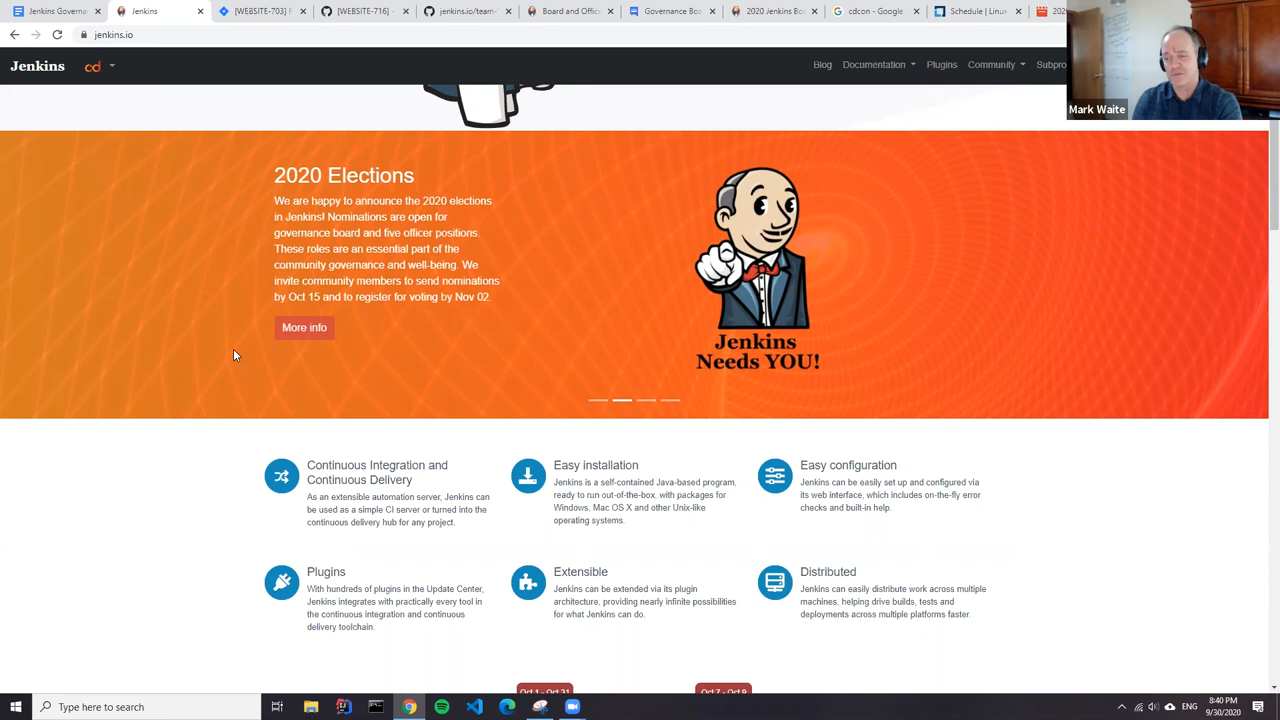 Jenkins Governa
Jenkins
[WEBSITE-703] F
[WEBSITE-716]
jenkins.io/team-
Board and Office
Governance Boa
2020 Jenkins Bo
cdcon - Google
Schedule | Linux
202
jenkins.io
Jenkins
cd
Blog
Documentation
Plugins
Community
Subpro
Mark Waite
2020 Elections
We are happy to announce the 2020 elections
in Jenkins! Nominations are open for
governance board and five officer positions.
These roles are an essential part of the
community governance and well-being. We
invite community members to send nominations
by Oct 15 and to register for voting by Nov 02.
More info
Jenkins
Needs YOU!
Continuous Integration and
Continuous Delivery
As an extensible automation server, Jenkins can
be used as a simple CI server or turned into the
continuous delivery hub for any project.
Easy installation
Jenkins is a self-contained Java-based program,
ready to run out-of-the-box, with packages for
Windows, Mac OS X and other Unix-like
operating systems.
Easy configuration
Jenkins can be easily set up and configured via
its web interface, which includes on-the-fly error
checks and built-in help.
Plugins
With hundreds of plugins in the Update Center,
Jenkins integrates with practically every tool in
the continuous integration and continuous
delivery toolchain.
Extensible
Jenkins can be extended via its plugin
architecture, providing nearly infinite possibilities
for what Jenkins can do.
Distributed
Jenkins can easily distribute work across multiple
machines, helping drive builds, tests and
deployments across multiple platforms faster.
Oct 1 - Oct 31
Oct 7 - Oct 9
Type here to search
ENG
8:40 PM
9/30/2020